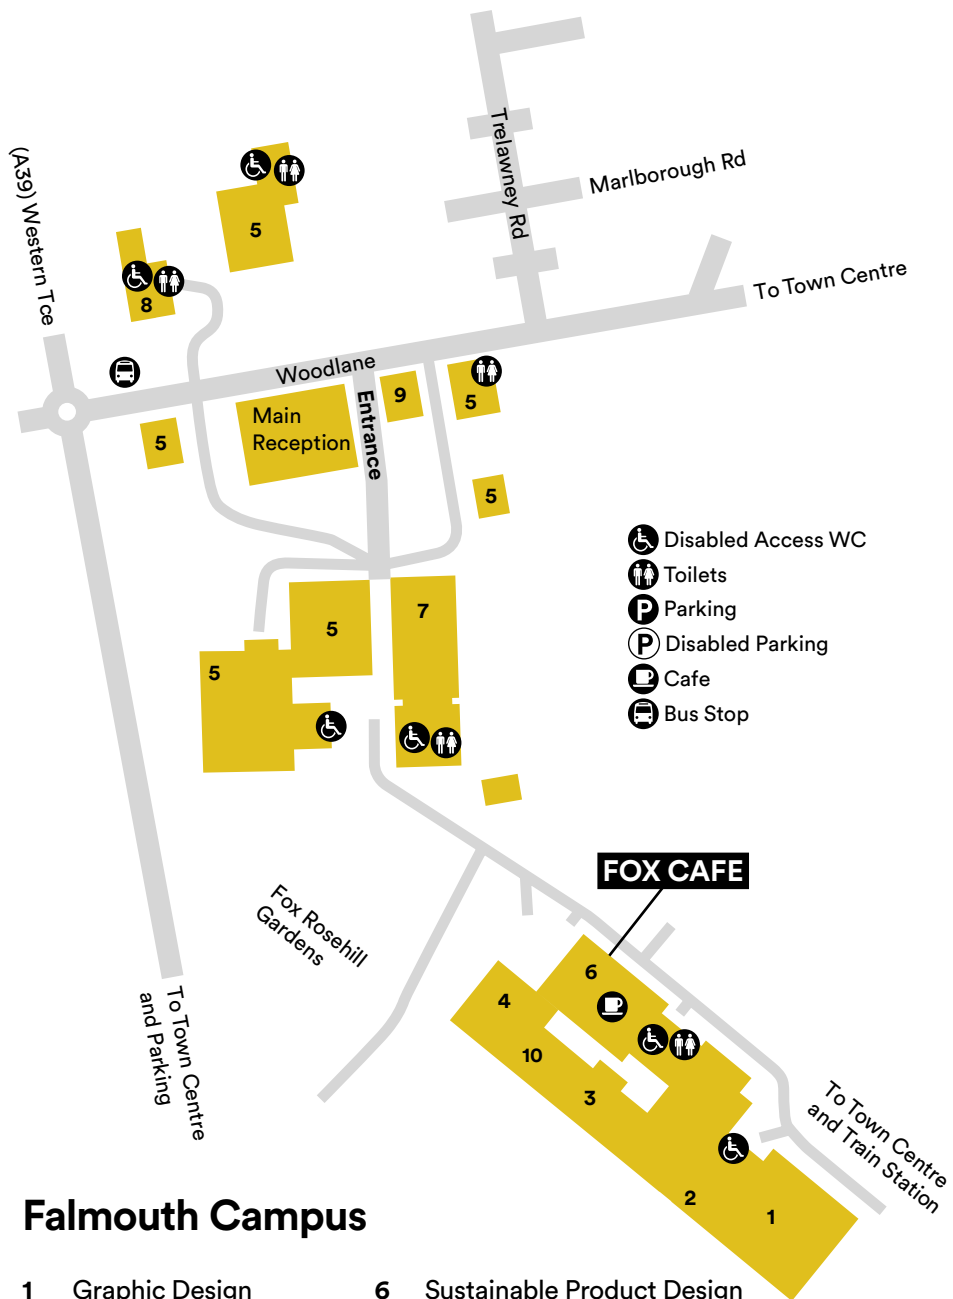 Trelawney Rd
Marlborough Rd
(A39) Western Tce
5
8
To Town Centre
Woodlane
Main
Reception
Entrance
9
5
5
5
Disabled Access WC
Toilets
P Parking
P Disabled Parking
Cafe
Bus Stop
7
5
5
FOX CAFE
Fox Rosehill
Gardens
6
4
10
3
To Town Centre
and Parking
To Town Centre
and Train Station
2
1
Falmouth Campus
1 Graphic Design
6 Sustainable Product Design